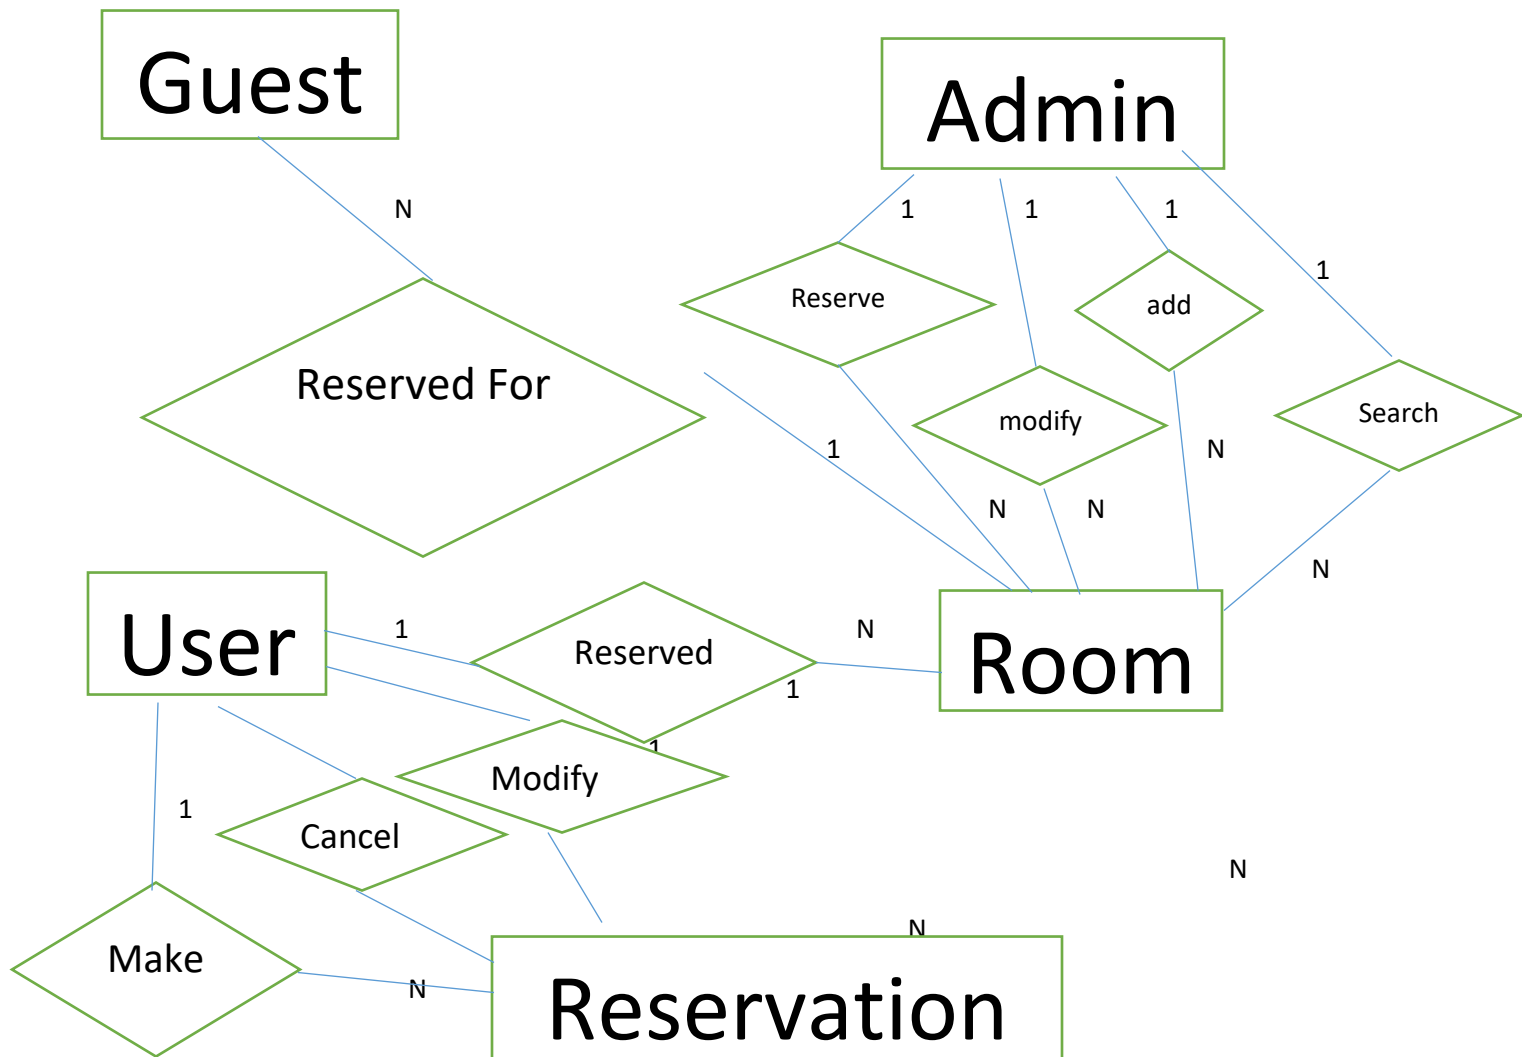 Guest
Admin
N
1
1
1
1
Reserve
add
Reserved For
modify
Search
1
N
N
N
N
User
1
Reserved
N
Room
1
1
Modify
1
Cancel
N
N
Make
N
Reservation